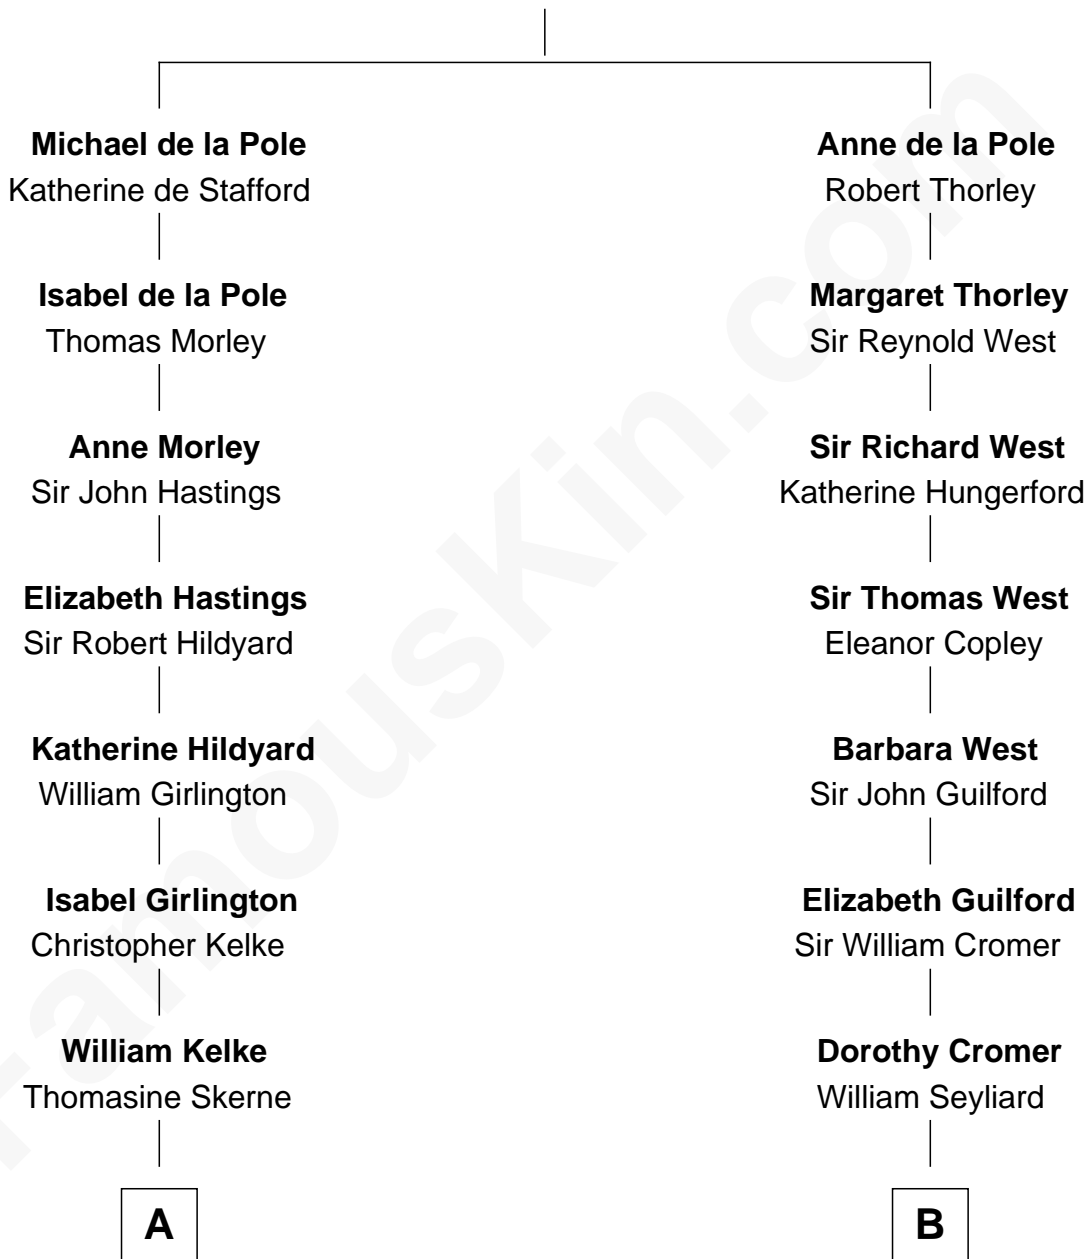 Michael de la Pole
Katherine de Stafford
Isabel de la Pole
Thomas Morley
Anne Morley
Sir John Hastings
Elizabeth Hastings
Sir Robert Hildyard
Katherine Hildyard
William Girlington
Isabel Girlington
Christopher Kelke
William Kelke
Thomasine Skerne
A
Anne de la Pole
Robert Thorley
Margaret Thorley
Sir Reynold West
Sir Richard West
Katherine Hungerford
Sir Thomas West
Eleanor Copley
Barbara West
Sir John Guilford
Elizabeth Guilford
Sir William Cromer
Dorothy Cromer
William Seyliard
B
FamousKin.com